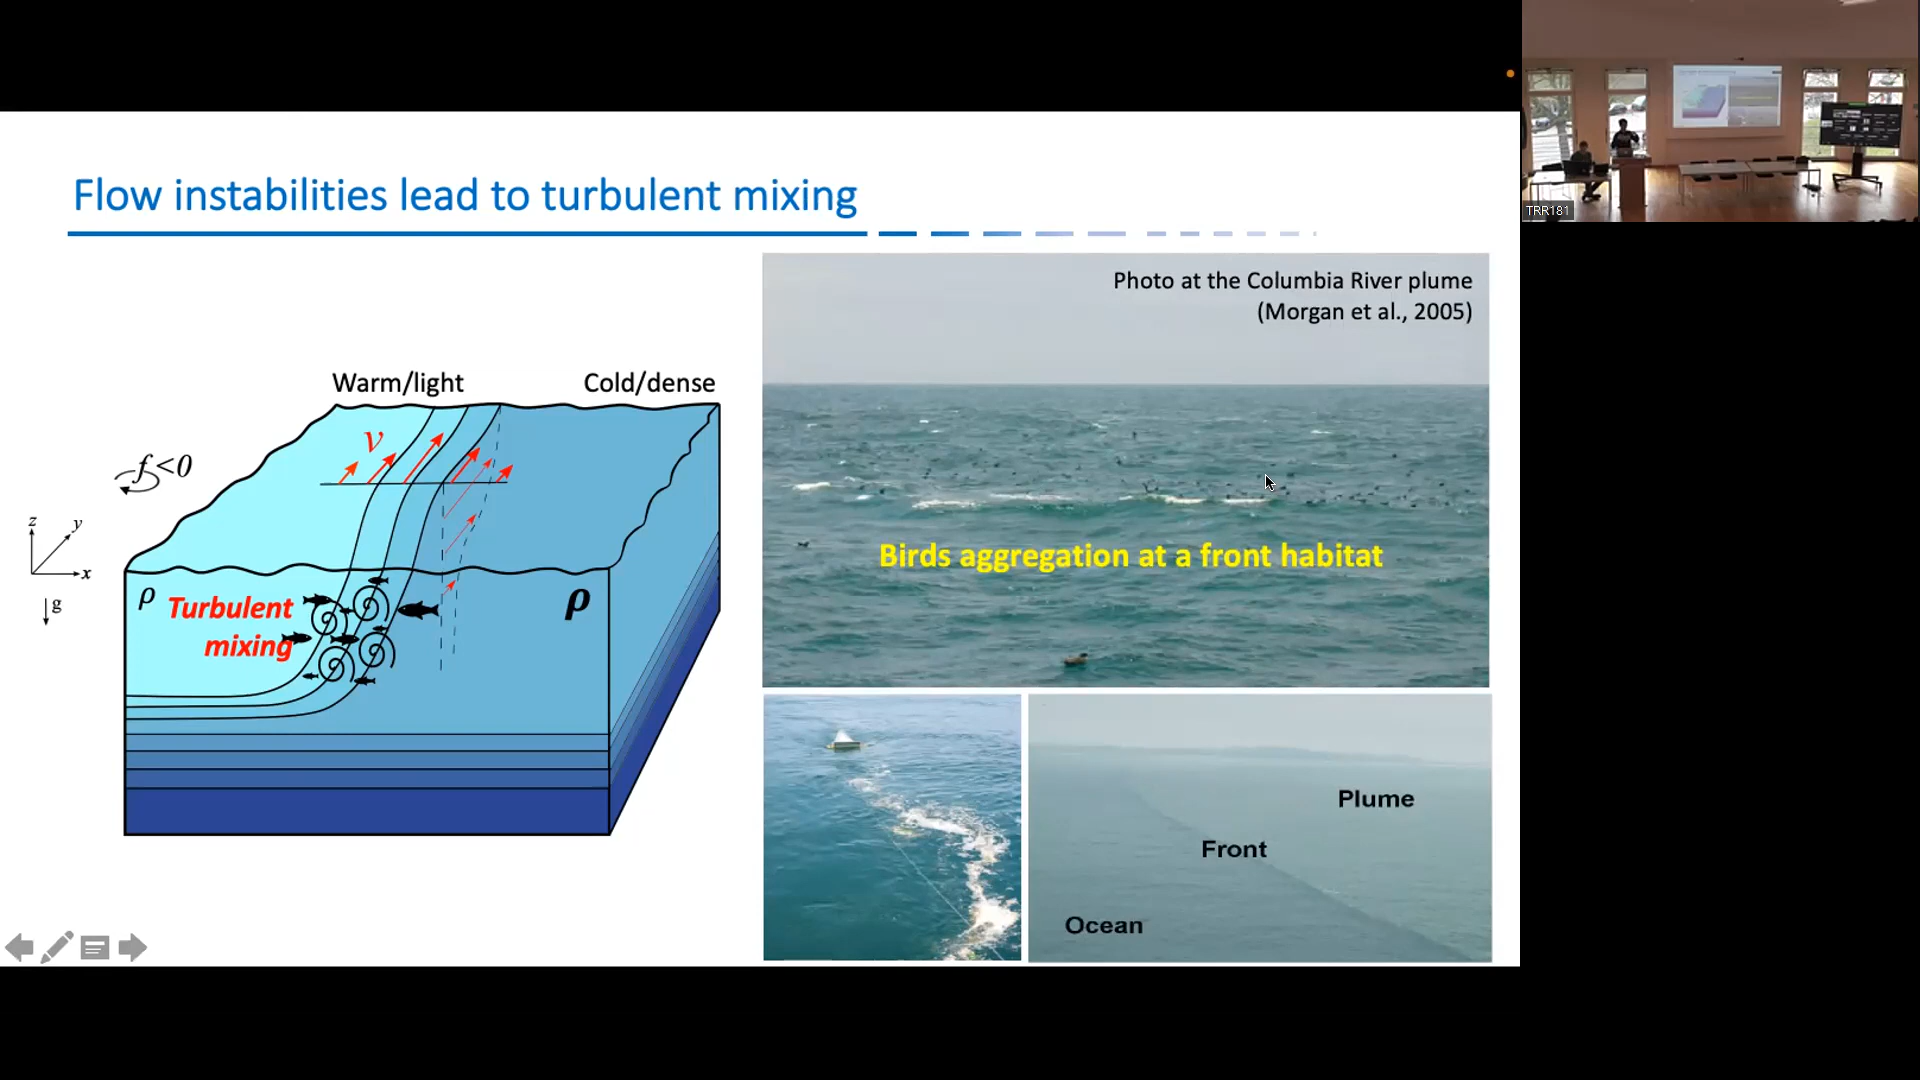 TRR181
Flow instabilities lead to turbulent mixing
Photo at the Columbia River plume
(Morgan et al., 2005)
Warm/light
Cold/dense
v
f<0
z
y
x
g
ρ
Turbulent
mixing
ρ
Birds aggregation at a front habitat
Plume
Front
Ocean